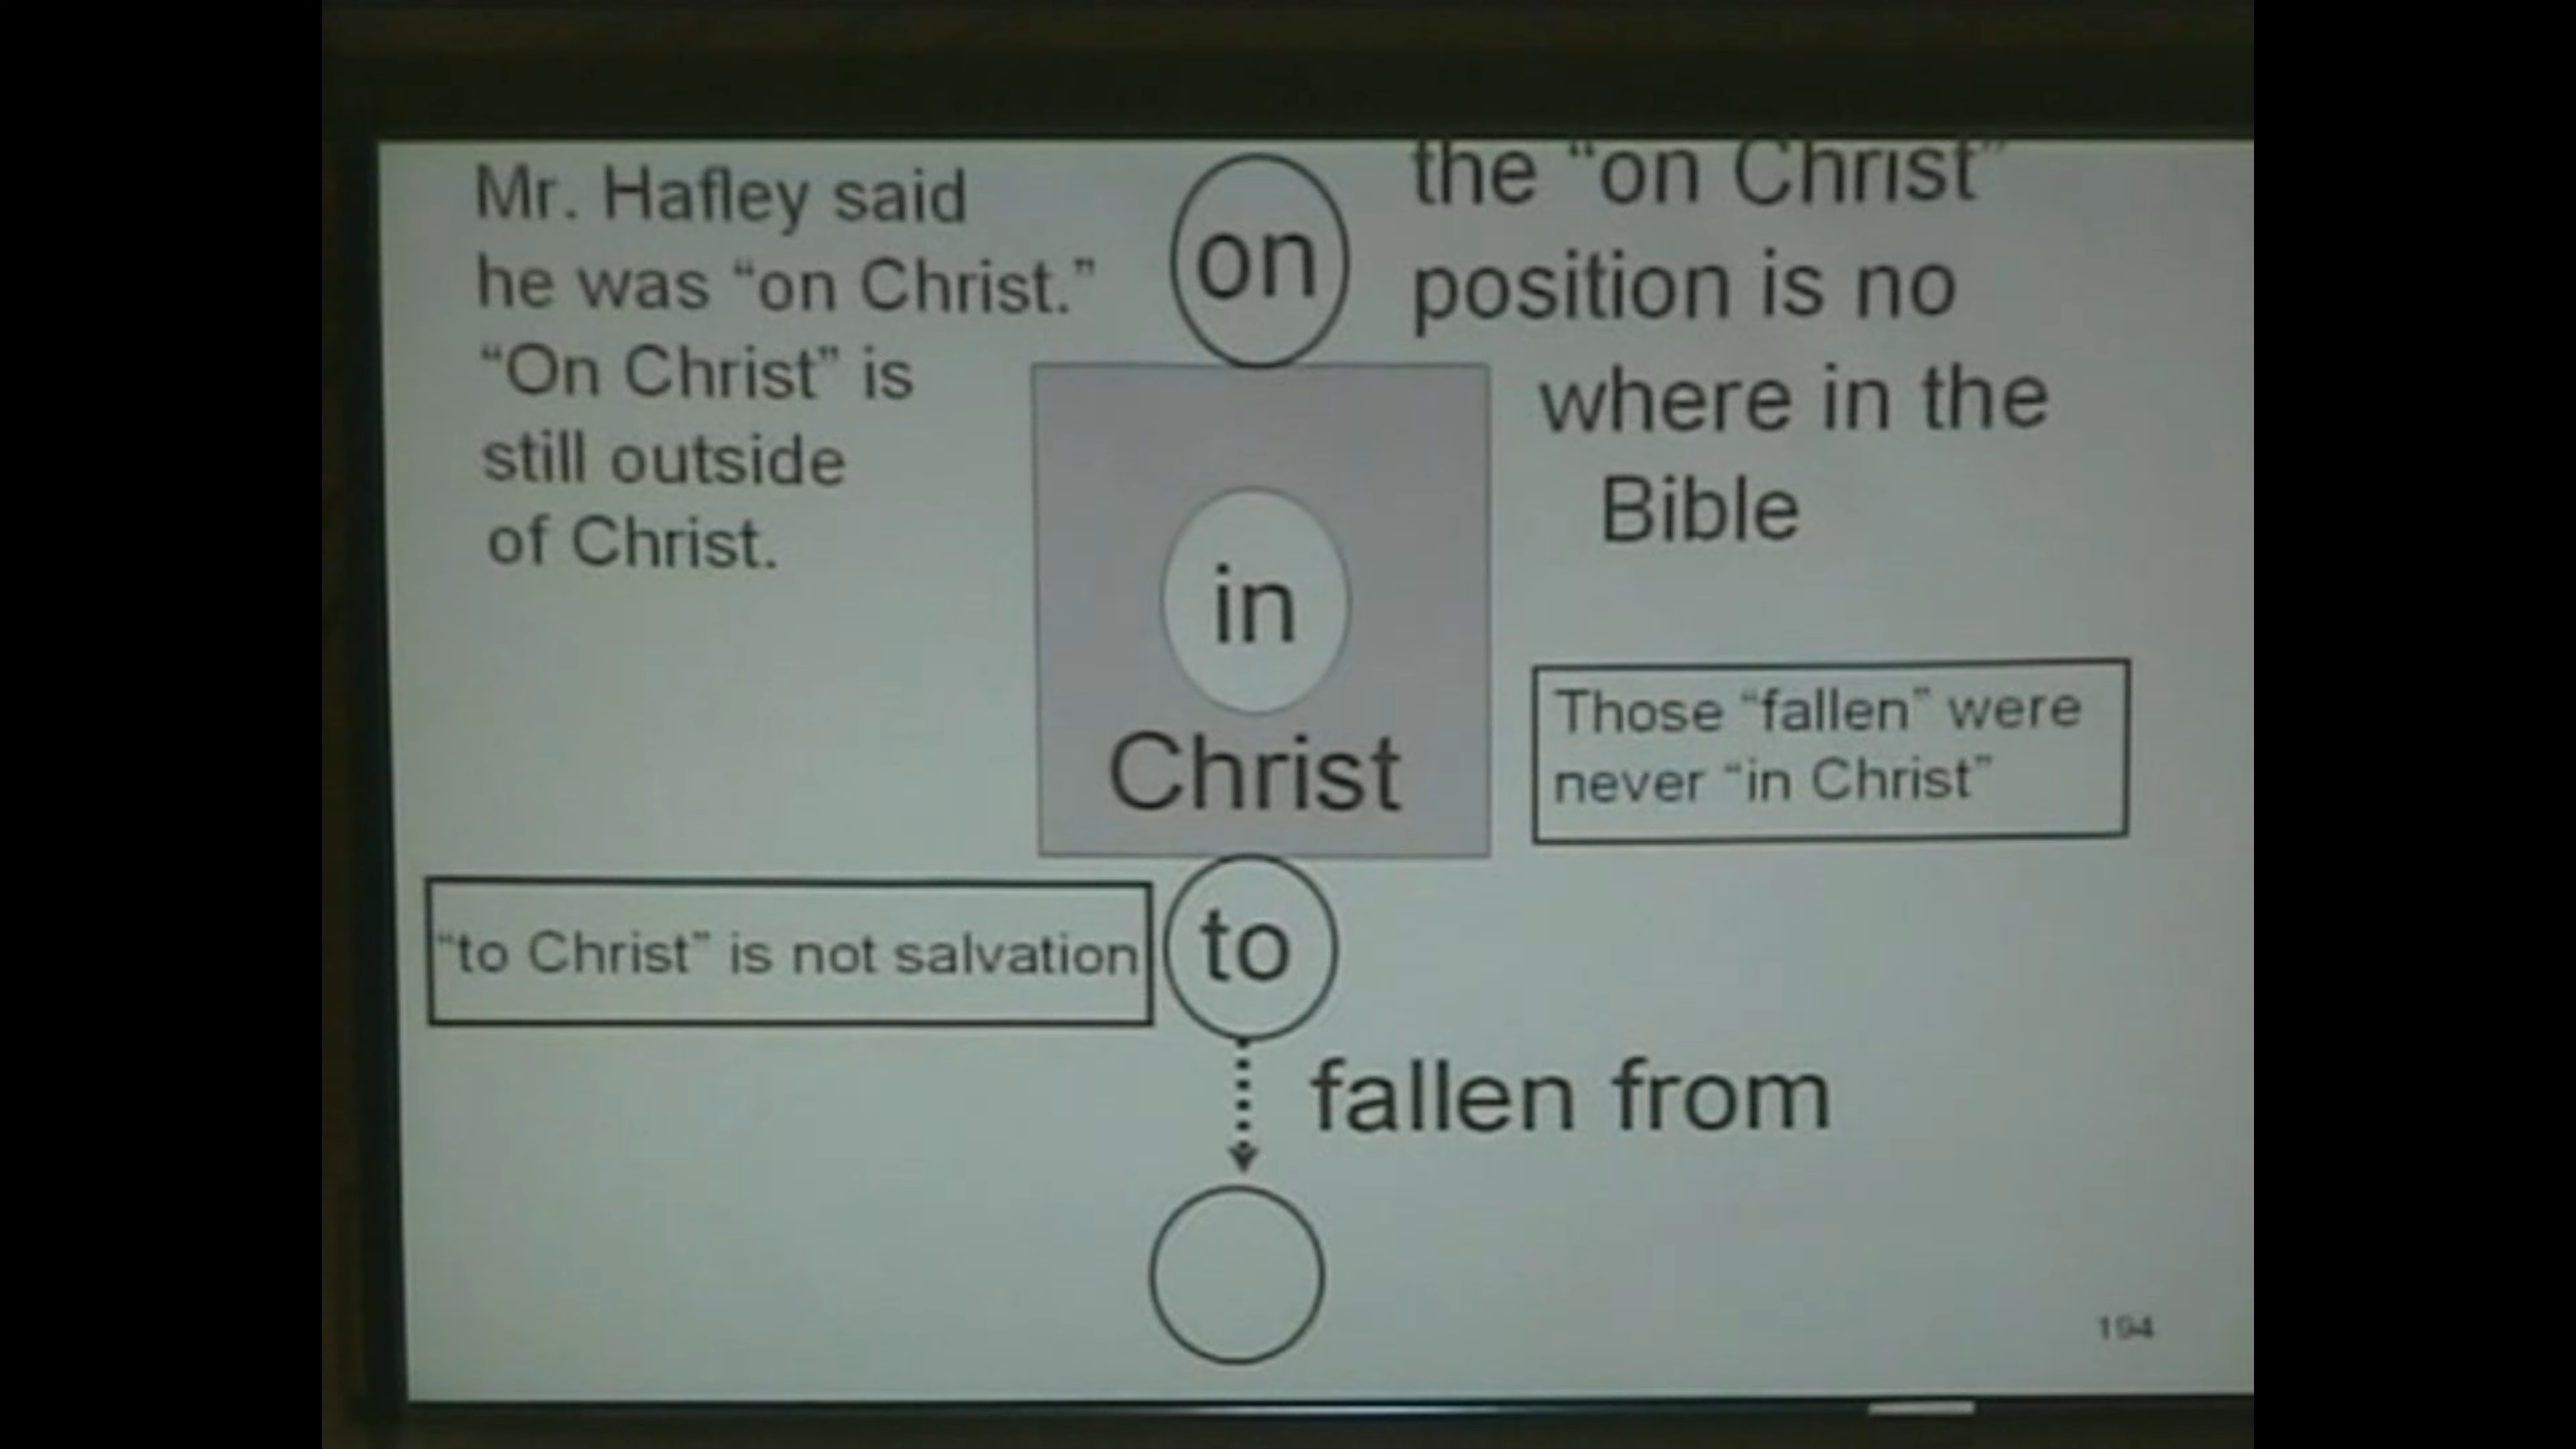 Mr. Hafley said
he was “on Christ.”
“On Christ” is
still outside
of Christ.
on
the “on Christ”
position is no
where in the
Bible
in
Christ
Those “fallen” were
never “in Christ”
“to Christ” is not salvation
to
fallen from
194